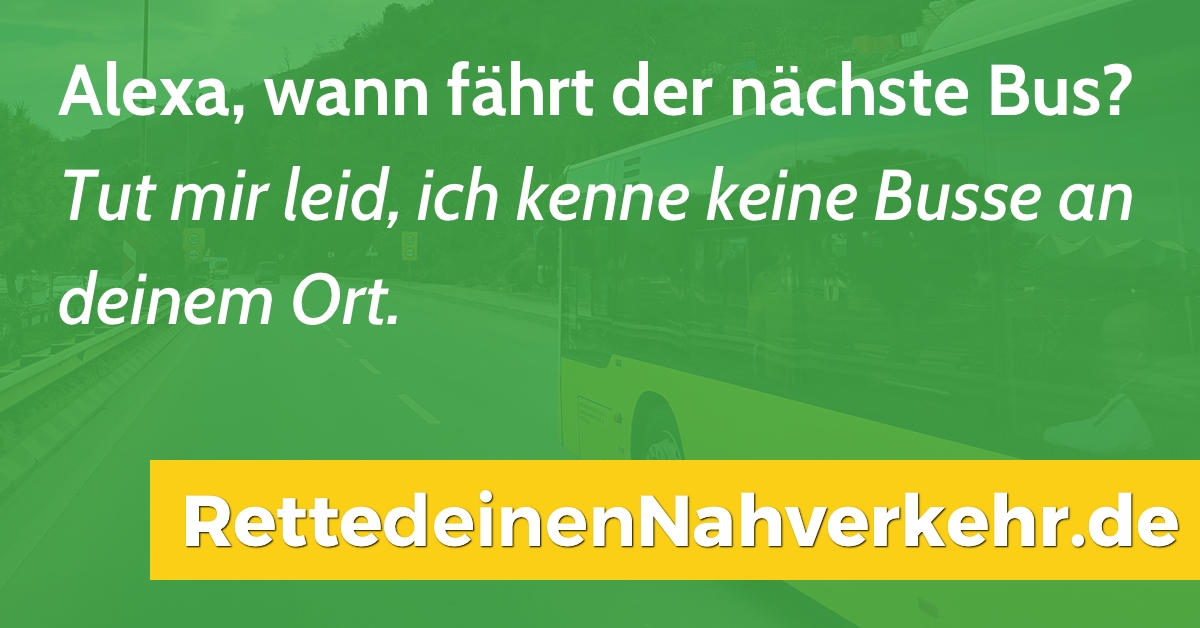 Alexa, wann fährt der nächste Bus?
Tut mir leid, ich kenne keine Busse an
deinem Ort.
RettedeinenNahverkehr.de